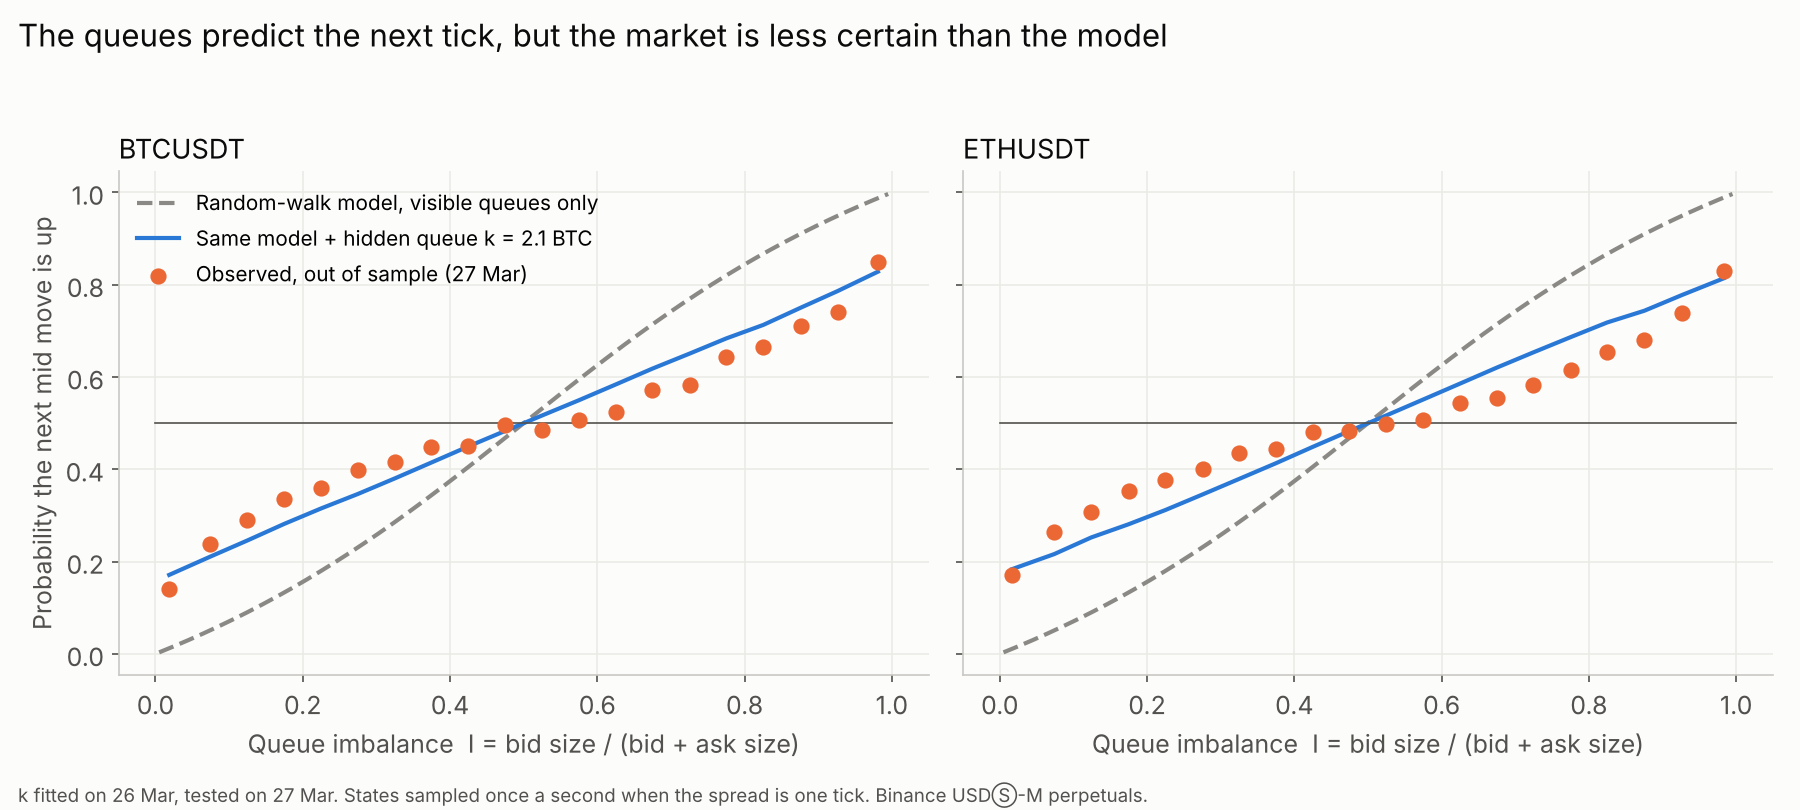 The queues predict the next tick, but the market is less certain than the model
BTCUSDT
Probability the next mid move is up
1.0
0.8
0.6
0.4
0.2
0.0
Random-walk model, visible queues only
Same model + hidden queue k = 2.1 BTC
Observed, out of sample (27 Mar)
0.0 0.2 0.4 0.6 0.8 1.0
Queue imbalance I = bid size / (bid + ask size)
ETHUSDT
0.0 0.2 0.4 0.6 0.8 1.0
Queue imbalance I = bid size / (bid + ask size)
k fitted on 26 Mar, tested on 27 Mar. States sampled once a second when the spread is one tick. Binance USDⓈ-M perpetuals.